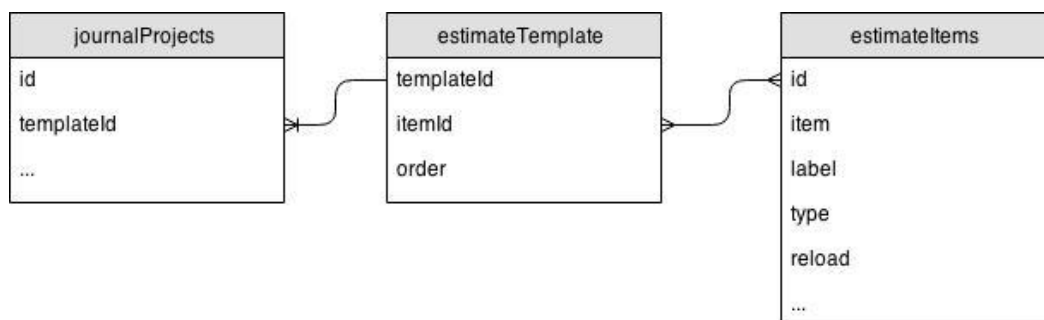 journalProjects
id
templateId
...
estimateTemplate
templateId
itemId
order
estimateItems
id
item
label
type
reload
...